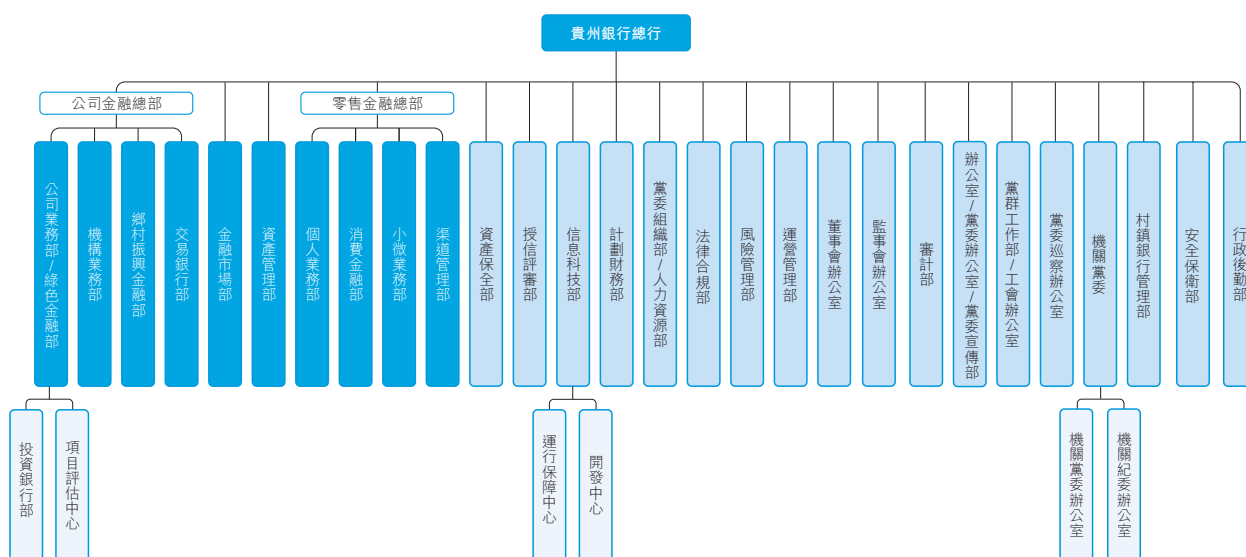 貴州銀行總行
公司金融總部
零售金融總部
公司業務部/綠色金融部
機構業務部
鄉村振興金融部
交易銀行部
金融市場部
資產管理部
個人業務部
消費金融部
小微業務部
渠道管理部
資產保全部
授信評審部
信息科技部
計劃財務部
黨委組織部/人力資源部
法律合規部
風險管理部
運營管理部
董事會辦公室
監事會辦公室
審計部
辦公室/黨委辦公室/黨委宣傳部
黨群工作部/工會辦公室
黨委巡察辦公室
機關黨委
村鎮銀行管理部
安全保衛部
行政後勤部
投資銀行部
項目評估中心
運行保障中心
開發中心
機關黨委辦公室
機關紀委辦公室